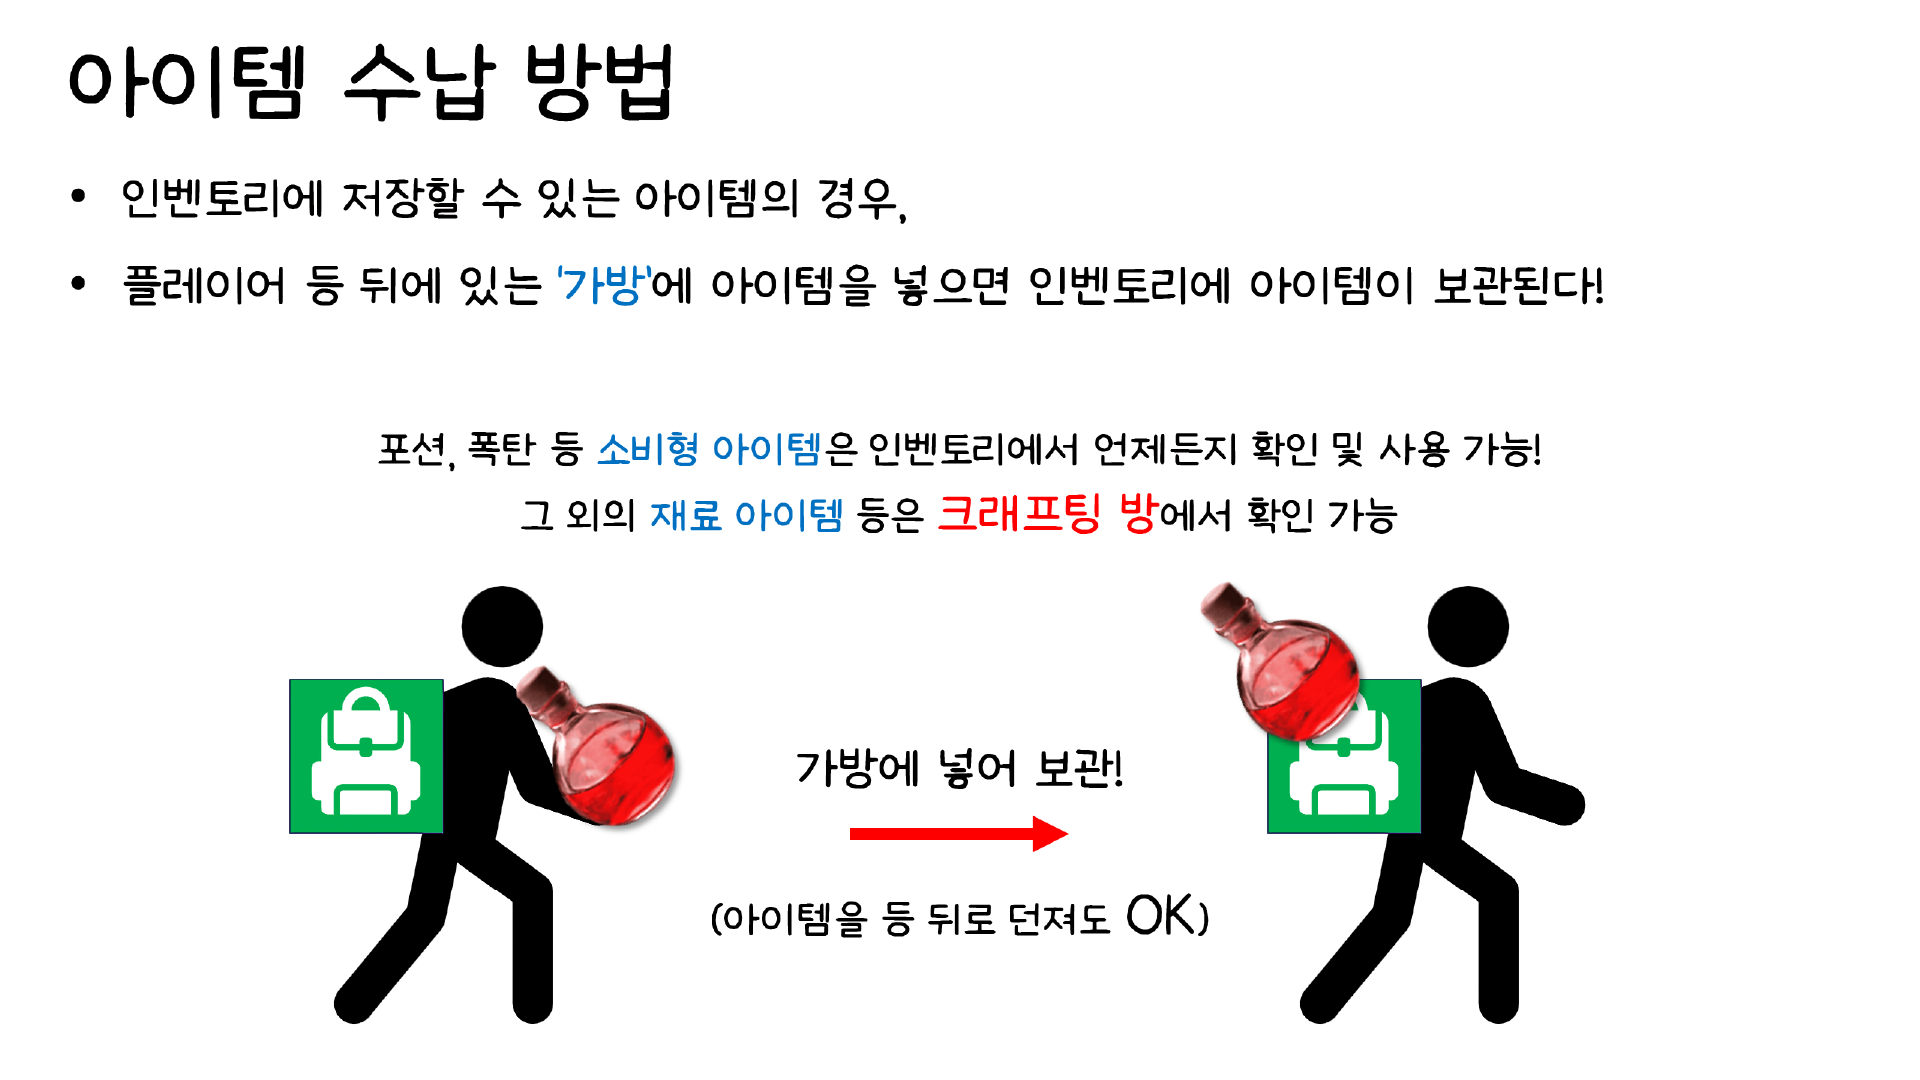 아이템 수납 방법
• 인벤토리에 저장할 수 있는 아이템의 경우,
• 플레이어 등 뒤에 있는 '가방'에 아이템을 넣으면 인벤토리에 아이템이 보관된다!
포션, 폭탄 등 소비형 아이템은 인벤토리에서 언제든지 확인 및 사용 가능!
그 외의 재료 아이템 등은 크래프팅 방에서 확인 가능
가방에 넣어 보관!
(아이템을 등 뒤로 던져도 OK)